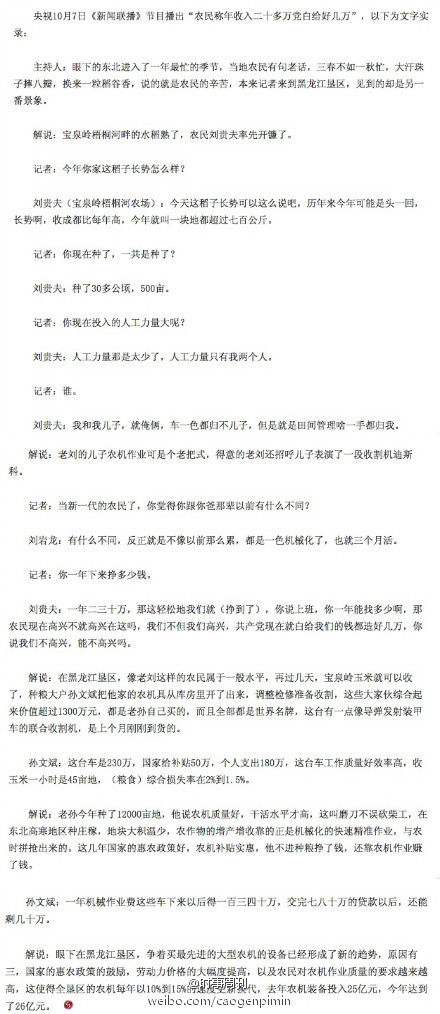 央视10月7日《新闻联播》节目播出“农民称年收入二十多万党白给好几万”，以下为文字实
录：
主持人：眼下的东北进入了一年最忙的季节，当地农民有句老话，三春不如一秋忙，大汗珠
子摔八瓣，换来一粒稻谷香，说的就是农民的辛苦，本来记者来到黑龙江垦区，见到的却是另一
番景象。
解说：宝泉岭梧桐河畔的水稻熟了，农民刘贵夫率先开镰了。
记者：今年你家这稻子长势怎么样？
刘贵夫（宝泉岭梧桐河农场）：今天这稻子长势可以这么说吧，历年来今年可能是头一回，
长势啊，收成都比每年高，今年就叫一块地都超过七百公斤。
记者：你现在种了，一共是种了？
刘贵夫：种了30多公顷，500亩。
记者：你现在投入的人工力量大呢？
刘贵夫：人工力量那是太少了，人工力量只有我两个人。
记者：谁。
刘贵夫：我和我儿子，就俺俩，车一色都归不儿子，但是就是田间管理啥一手都归我。
解说：老刘的儿子农机作业可是个老把式，得意的老刘还招呼儿子表演了一段收割机迪斯
科。
记者：当新一代的农民了，你觉得你跟你爸那辈以前有什么不同？
刘岩龙：有什么不同，反正就是不像以前那么累，都是一色机械化了，也就三个月活。
记者：你一年下来挣多少钱。
刘贵夫：一年二三十万，那这轻松地我们就（挣到了），你说上班，你一年能找多少啊，那
农民现在高兴不就高兴在这吗，我们不但我们高兴，共产党现在就白给我们的钱都造好几万，你
说我们不高兴，能不高兴吗。
解说：在黑龙江垦区，像老刘这样的农民属于一般水平，再过几天，宝泉岭玉米就可以收
了，种粮大户孙文斌把他家的农机具从库房里开了出来，调整检修准备收割，这些大家伙综合起
来价值超过1300万元，都是老孙自己买的，而且全部都是世界名牌，这台有一点像导弹发射装甲
车的联合收割机，是上个月刚刚到货的。
孙文斌：这台车是230万，国家给补贴50万，个人支出180万，这台车工作质量好效率高，收
玉米一小时是45亩地，（粮食）综合损失率在2%到1.5%。
解说：老孙今年种了12000亩地，他说农机质量好，干活水平才高，这叫磨刀不误砍柴工，在
东北高寒地区种庄稼，地块大积温少，农作物的增产增收靠的正是机械化的快速精准作业，与农
时拼抢出来的。这几年国家的惠农政策好，农机补贴实惠，他不进种粮挣了钱，还靠农机作业赚
了钱。
孙文斌：一年机械作业费这些车下来以后得一百三四十万，交完七八十万的贷款以后，还能
剩几十万。
解说：眼下在黑龙江垦区，争着买最先进的大型农机的设备已经形成了新的趋势，原因有
三，国家的惠农政策的鼓励，劳动力价格的大幅度提高，以及农民对农机作业质量的要求越来越
高，这使得全垦区的农机每年以10%到15%的速度更新换代，去年农机装备投入25亿元，今年达到
了26亿元。
@时事周刊
weibo.com/caogenpimin